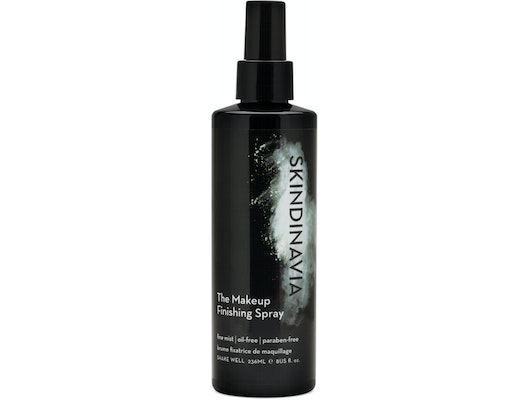 SKINDINAVIA
The Makeup
Finishing Spray
fine mist | oil-free | paraben-free
brume fixatrice de maquillage
SHAKE WELL 236ML ℮ 8US fl. oz.